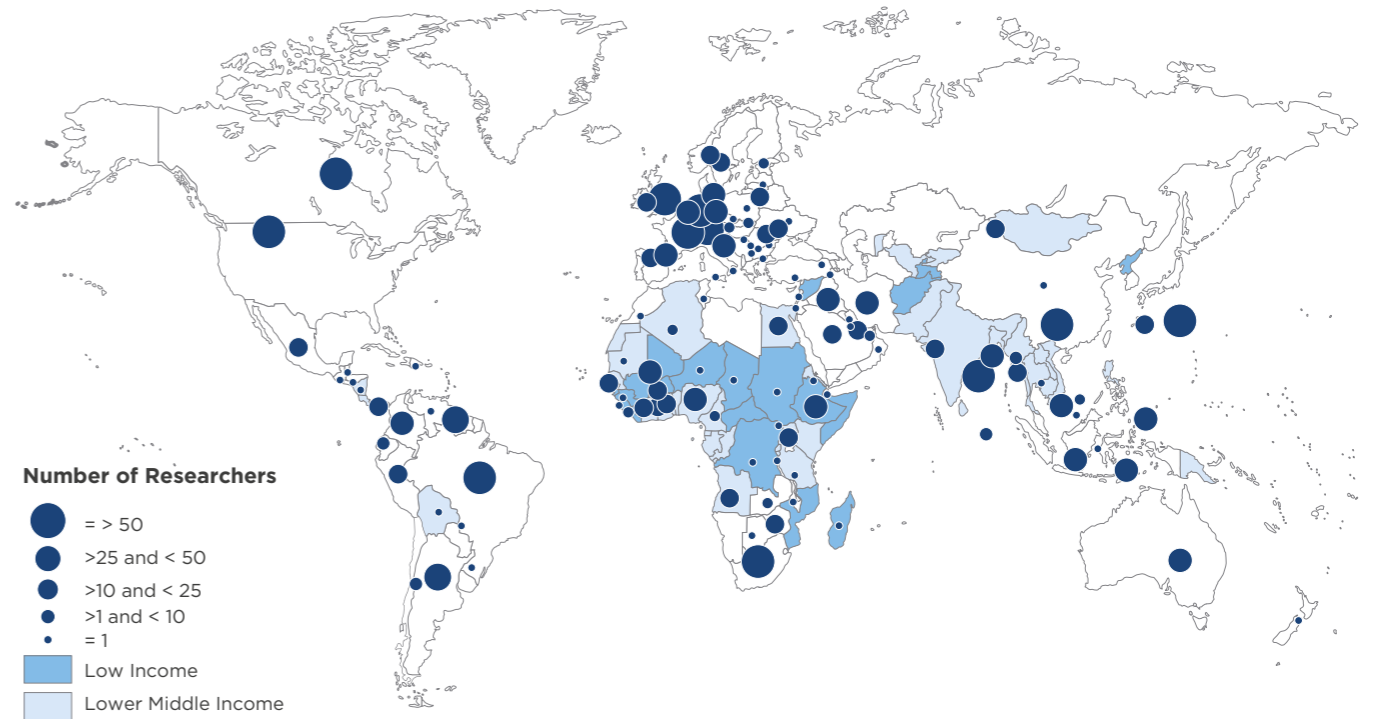 Number of Researchers
= > 50
>25 and < 50
>10 and < 25
>1 and < 10
= 1
Low Income
Lower Middle Income